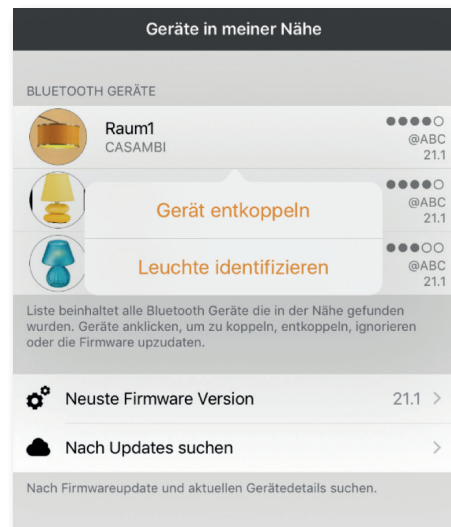 Geräte in meiner Nähe
BLUETOOTH GERÄTE
Raum1
CASAMBI
@ABC
21.1
@ABC
21.1
Gerät entkoppeln
Leuchte identifizieren
@ABC
21.1
Liste beinhaltet alle Bluetooth Geräte die in der Nähe gefunden
wurden. Geräte anklicken, um zu koppeln, entkoppeln, ignorieren
oder die Firmware upzudaten.
Neuste Firmware Version 21.1 >
Nach Updates suchen >
Nach Firmwareupdate und aktuellen Gerätedetails suchen.